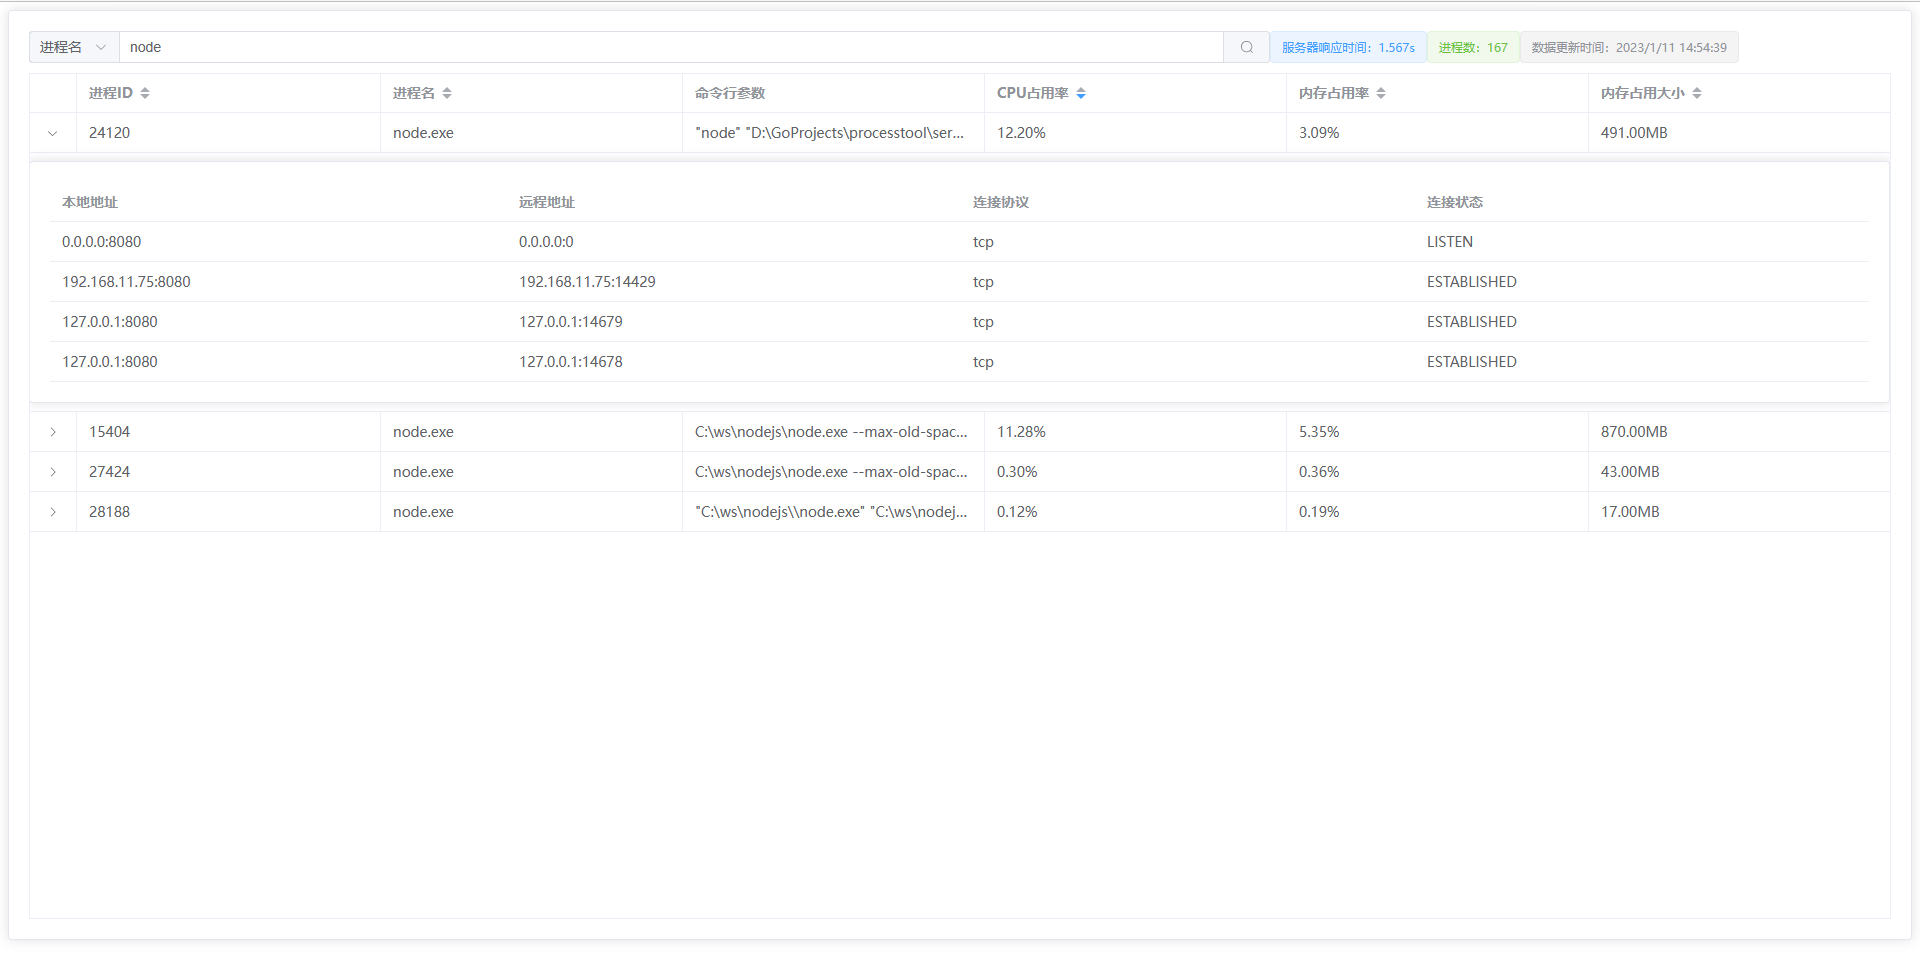 进程名 node 服务器响应时间：1.567s 进程数：167 数据更新时间：2023/1/11 14:54:39
进程ID 进程名 命令行参数 CPU占用率 内存占用率 内存占用大小
24120 node.exe "node" "D:\GoProjects\processtool\ser... 12.20% 3.09% 491.00MB
本地地址 远程地址 连接协议 连接状态
0.0.0.0:8080 0.0.0.0:0 tcp LISTEN
192.168.11.75:8080 192.168.11.75:14429 tcp ESTABLISHED
127.0.0.1:8080 127.0.0.1:14679 tcp ESTABLISHED
127.0.0.1:8080 127.0.0.1:14678 tcp ESTABLISHED
15404 node.exe C:\ws\nodejs\node.exe --max-old-spac... 11.28% 5.35% 870.00MB
27424 node.exe C:\ws\nodejs\node.exe --max-old-spac... 0.30% 0.36% 43.00MB
28188 node.exe "C:\ws\nodejs\\node.exe" "C:\ws\nodej... 0.12% 0.19% 17.00MB